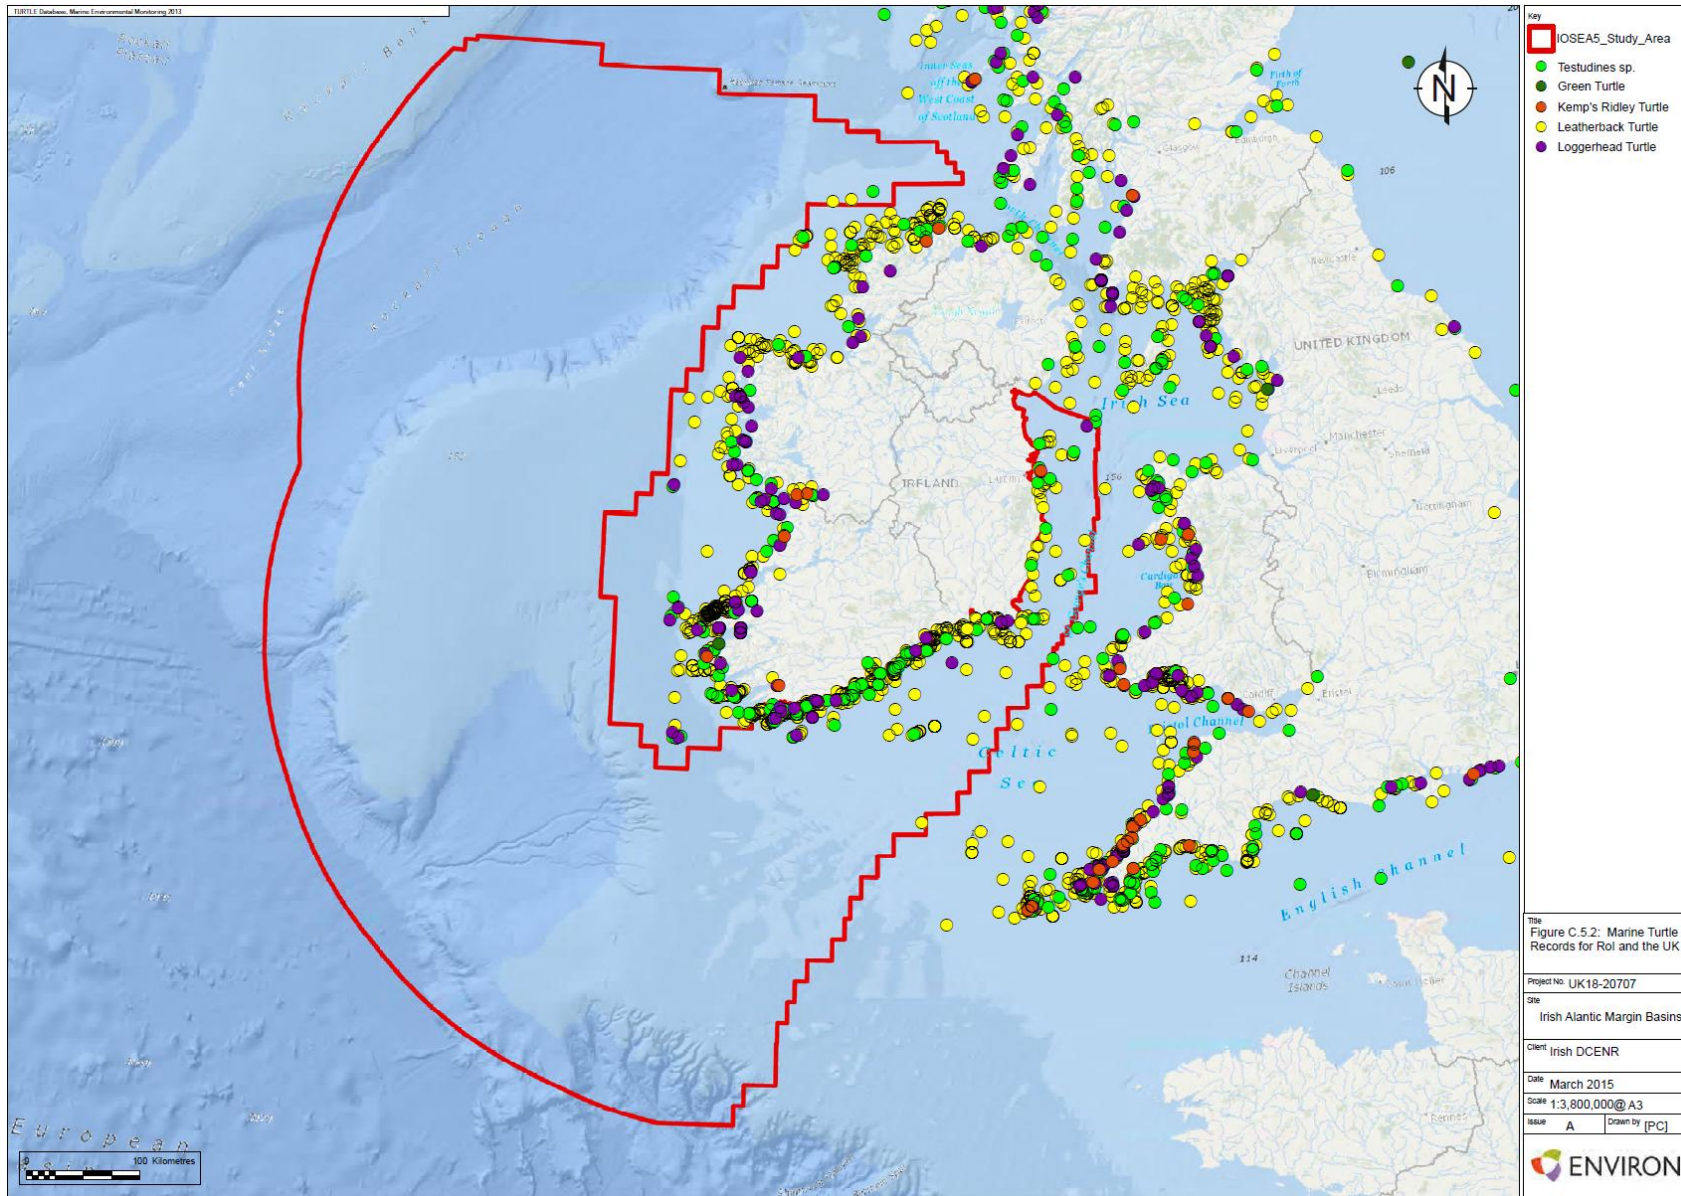 TURTLE Database, Marine Environmental Monitoring 2013
Key
IOSEA5_Study_Area
Testudines sp.
Green Turtle
Kemp's Ridley Turtle
Leatherback Turtle
Loggerhead Turtle
N
Inner Seas
off the
West Coast
of Scotland
Firth of
Forth
Edinburgh
Glasgow
106
Newcastle
UNITED KINGDOM
Leeds
Irish Sea
Manchester
Liverpool
Sheffield
156
IRELAND
Nottingham
Birmingham
Cardiff
Bristol
Celtic
English Channel
114
Channel
Islands
Rennes
European
0
100 Kilometres
Title
Figure C.5.2: Marine Turtle
Records for RoI and the UK
Project No. UK18-20707
Site
Irish Alantic Margin Basins
Client Irish DCENR
Date March 2015
Scale 1:3,800,000@ A3
Issue A
Drawn by [PC]
ENVIRON